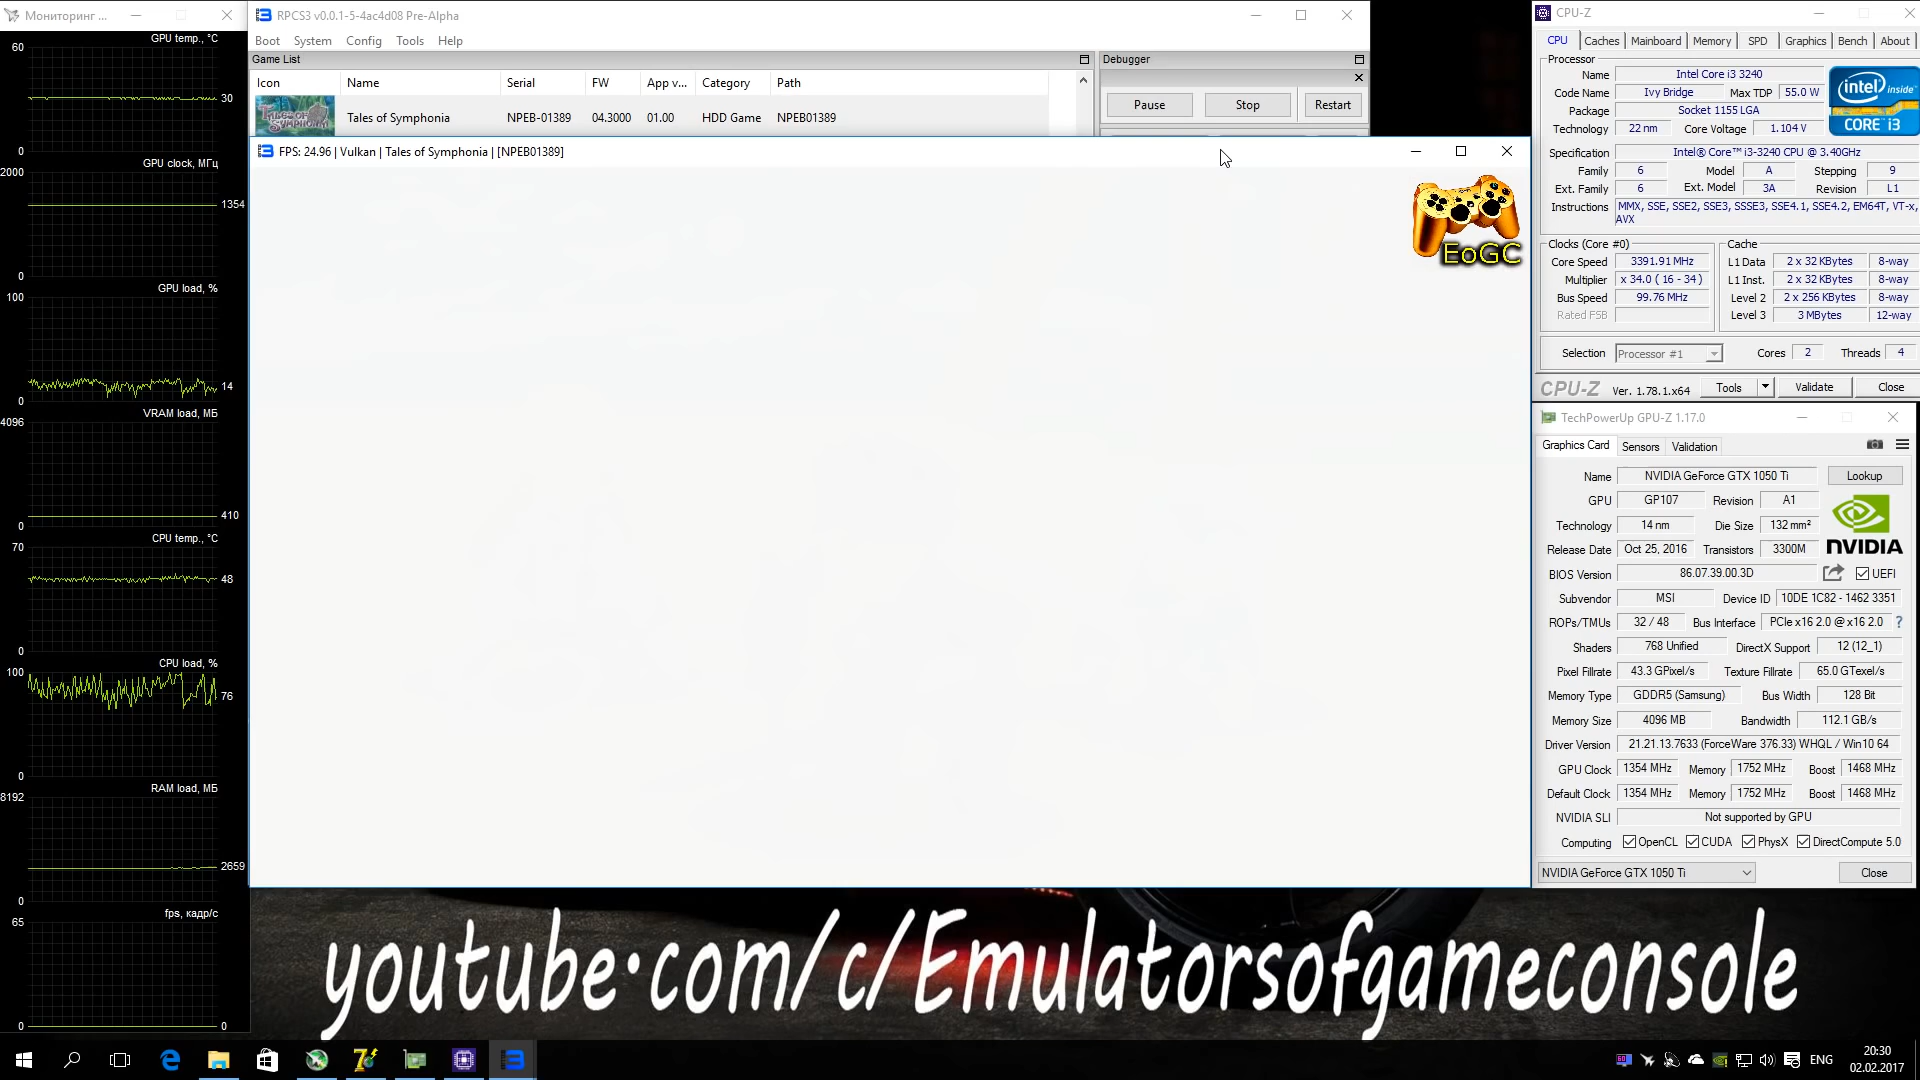 Мониторинг ...
GPU temp., °C
60
30
0
GPU clock, МГц
2000
1354
0
GPU load, %
100
14
0
VRAM load, МБ
4096
410
0
CPU temp., °C
70
48
0
CPU load, %
100
76
0
RAM load, МБ
8192
2659
0
fps, кадр/с
65
0
0
RPCS3 v0.0.1-5-4ac4d08 Pre-Alpha
Boot System Config Tools Help
Game List
Icon Name Serial FW App v... Category Path
TALES OF SYMPHONIA
Tales of Symphonia NPEB-01389 04.3000 01.00 HDD Game NPEB01389
Debugger
Pause Stop Restart
FPS: 24.96 | Vulkan | Tales of Symphonia | [NPEB01389]
EoGC
CPU-Z
CPU Caches Mainboard Memory SPD Graphics Bench About
Processor
Name Intel Core i3 3240
Code Name Ivy Bridge Max TDP 55.0 W
Package Socket 1155 LGA
Technology 22 nm Core Voltage 1.104 V
intel inside™
CORE i3
Specification Intel® Core™ i3-3240 CPU @ 3.40GHz
Family 6 Model A Stepping 9
Ext. Family 6 Ext. Model 3A Revision L1
Instructions MMX, SSE, SSE2, SSE3, SSSE3, SSE4.1, SSE4.2, EM64T, VT-x,
AVX
Clocks (Core #0) Cache
Core Speed 3391.91 MHz L1 Data 2 x 32 KBytes 8-way
Multiplier x 34.0 ( 16 - 34 ) L1 Inst. 2 x 32 KBytes 8-way
Bus Speed 99.76 MHz Level 2 2 x 256 KBytes 8-way
Rated FSB Level 3 3 MBytes 12-way
Selection Processor #1 Cores 2 Threads 4
CPU-Z Ver. 1.78.1.x64 Tools Validate Close
TechPowerUp GPU-Z 1.17.0
Graphics Card Sensors Validation
Name NVIDIA GeForce GTX 1050 Ti Lookup
GPU GP107 Revision A1
Technology 14 nm Die Size 132 mm²
Release Date Oct 25, 2016 Transistors 3300M
NVIDIA
BIOS Version 86.07.39.00.3D UEFI
Subvendor MSI Device ID 10DE 1C82 - 1462 3351
ROPs/TMUs 32 / 48 Bus Interface PCIe x16 2.0 @ x16 2.0 ?
Shaders 768 Unified DirectX Support 12 (12_1)
Pixel Fillrate 43.3 GPixel/s Texture Fillrate 65.0 GTexel/s
Memory Type GDDR5 (Samsung) Bus Width 128 Bit
Memory Size 4096 MB Bandwidth 112.1 GB/s
Driver Version 21.21.13.7633 (ForceWare 376.33) WHQL / Win10 64
GPU Clock 1354 MHz Memory 1752 MHz Boost 1468 MHz
Default Clock 1354 MHz Memory 1752 MHz Boost 1468 MHz
NVIDIA SLI Not supported by GPU
Computing OpenCL CUDA PhysX DirectCompute 5.0
NVIDIA GeForce GTX 1050 Ti Close
youtube.com/c/Emulatorsofgameconsole
ENG
20:30
02.02.2017